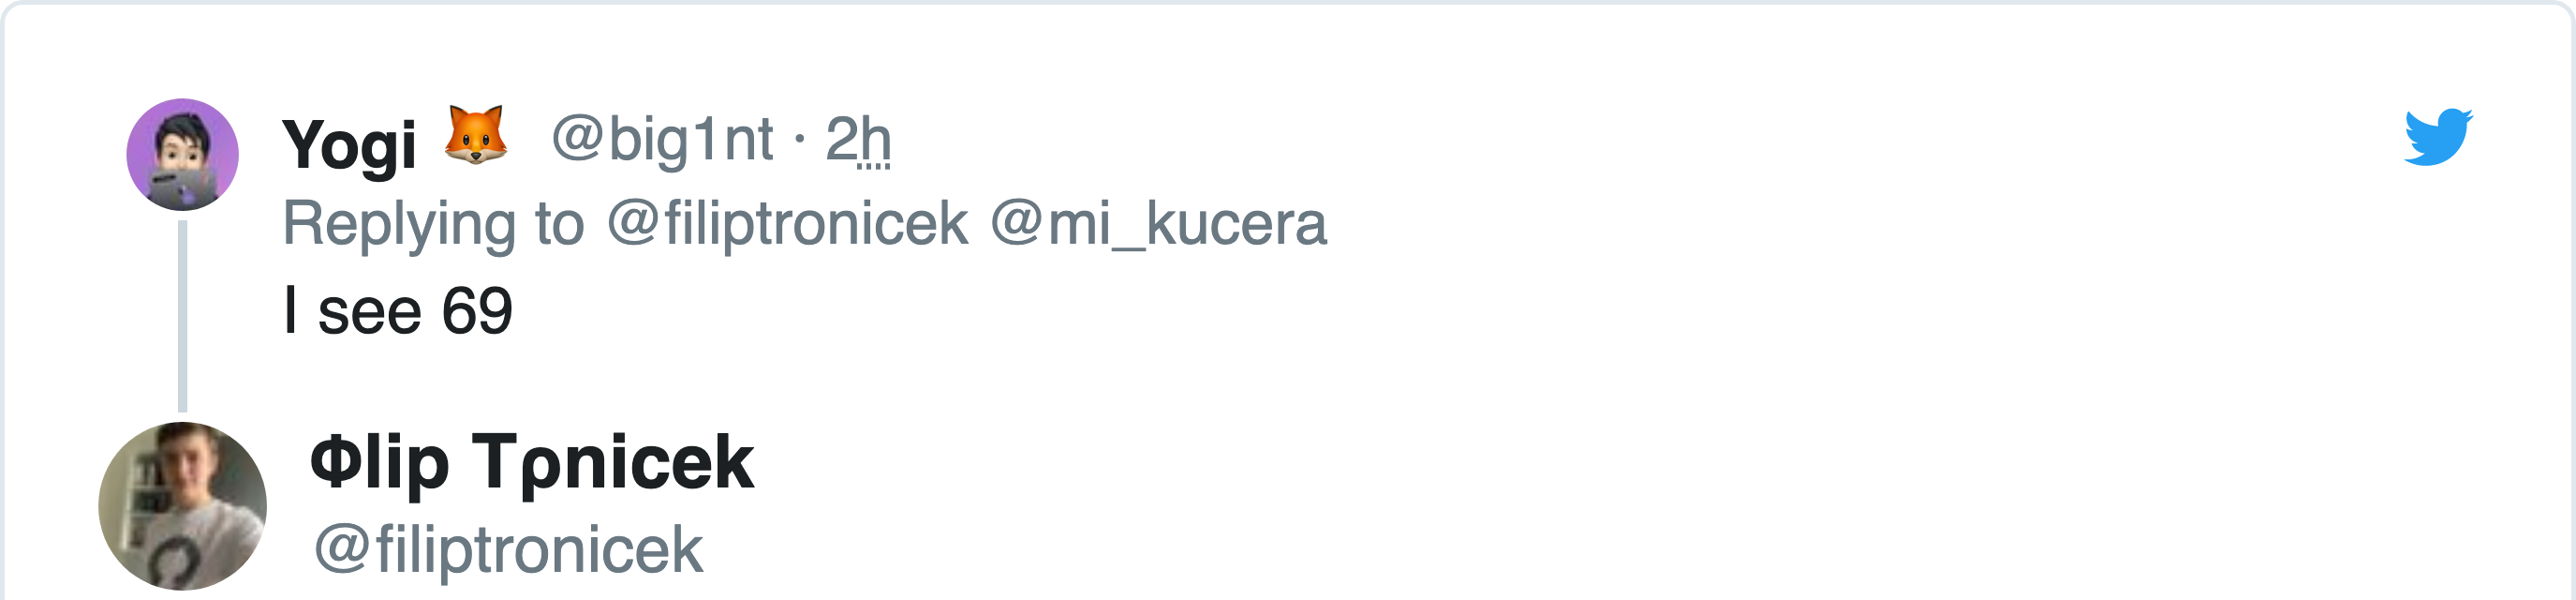 Yogi 🦊 @big1nt · 2h
Replying to @filiptronicek @mi_kucera
I see 69
Φlip Tρnicek
@filiptronicek